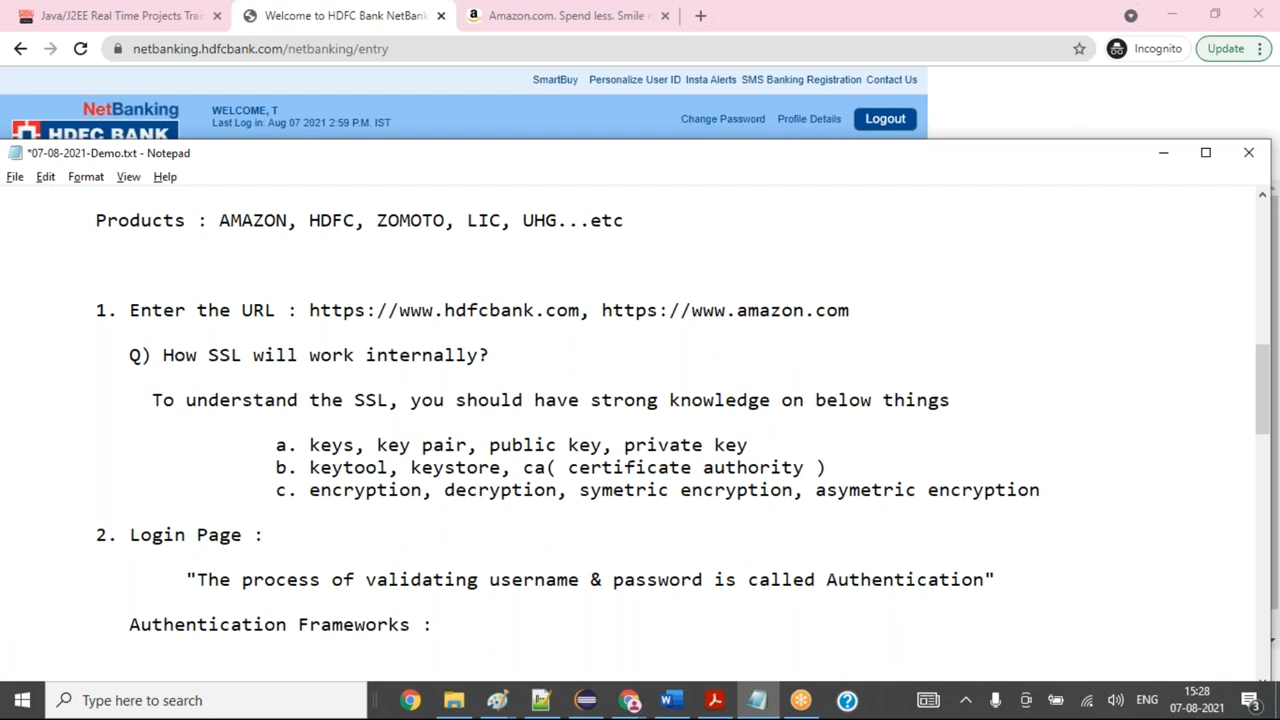 Java/J2EE Real Time Projects Trai
Welcome to HDFC Bank NetBank
Amazon.com. Spend less. Smile
netbanking.hdfcbank.com/netbanking/entry
Incognito
Update
SmartBuy Personalize User ID Insta Alerts SMS Banking Registration Contact Us
NetBanking
HDFC BANK
WELCOME, T
Last Log in: Aug 07 2021 2:59 P.M. IST
Change Password Profile Details Logout
*07-08-2021-Demo.txt - Notepad
File Edit Format View Help
Products : AMAZON, HDFC, ZOMOTO, LIC, UHG...etc
1. Enter the URL : https://www.hdfcbank.com, https://www.amazon.com
Q) How SSL will work internally?
To understand the SSL, you should have strong knowledge on below things
a. keys, key pair, public key, private key
b. keytool, keystore, ca( certificate authority )
c. encryption, decryption, symetric encryption, asymetric encryption
2. Login Page :
"The process of validating username & password is called Authentication"
Authentication Frameworks :
Type here to search
ENG
15:28
07-08-2021
3